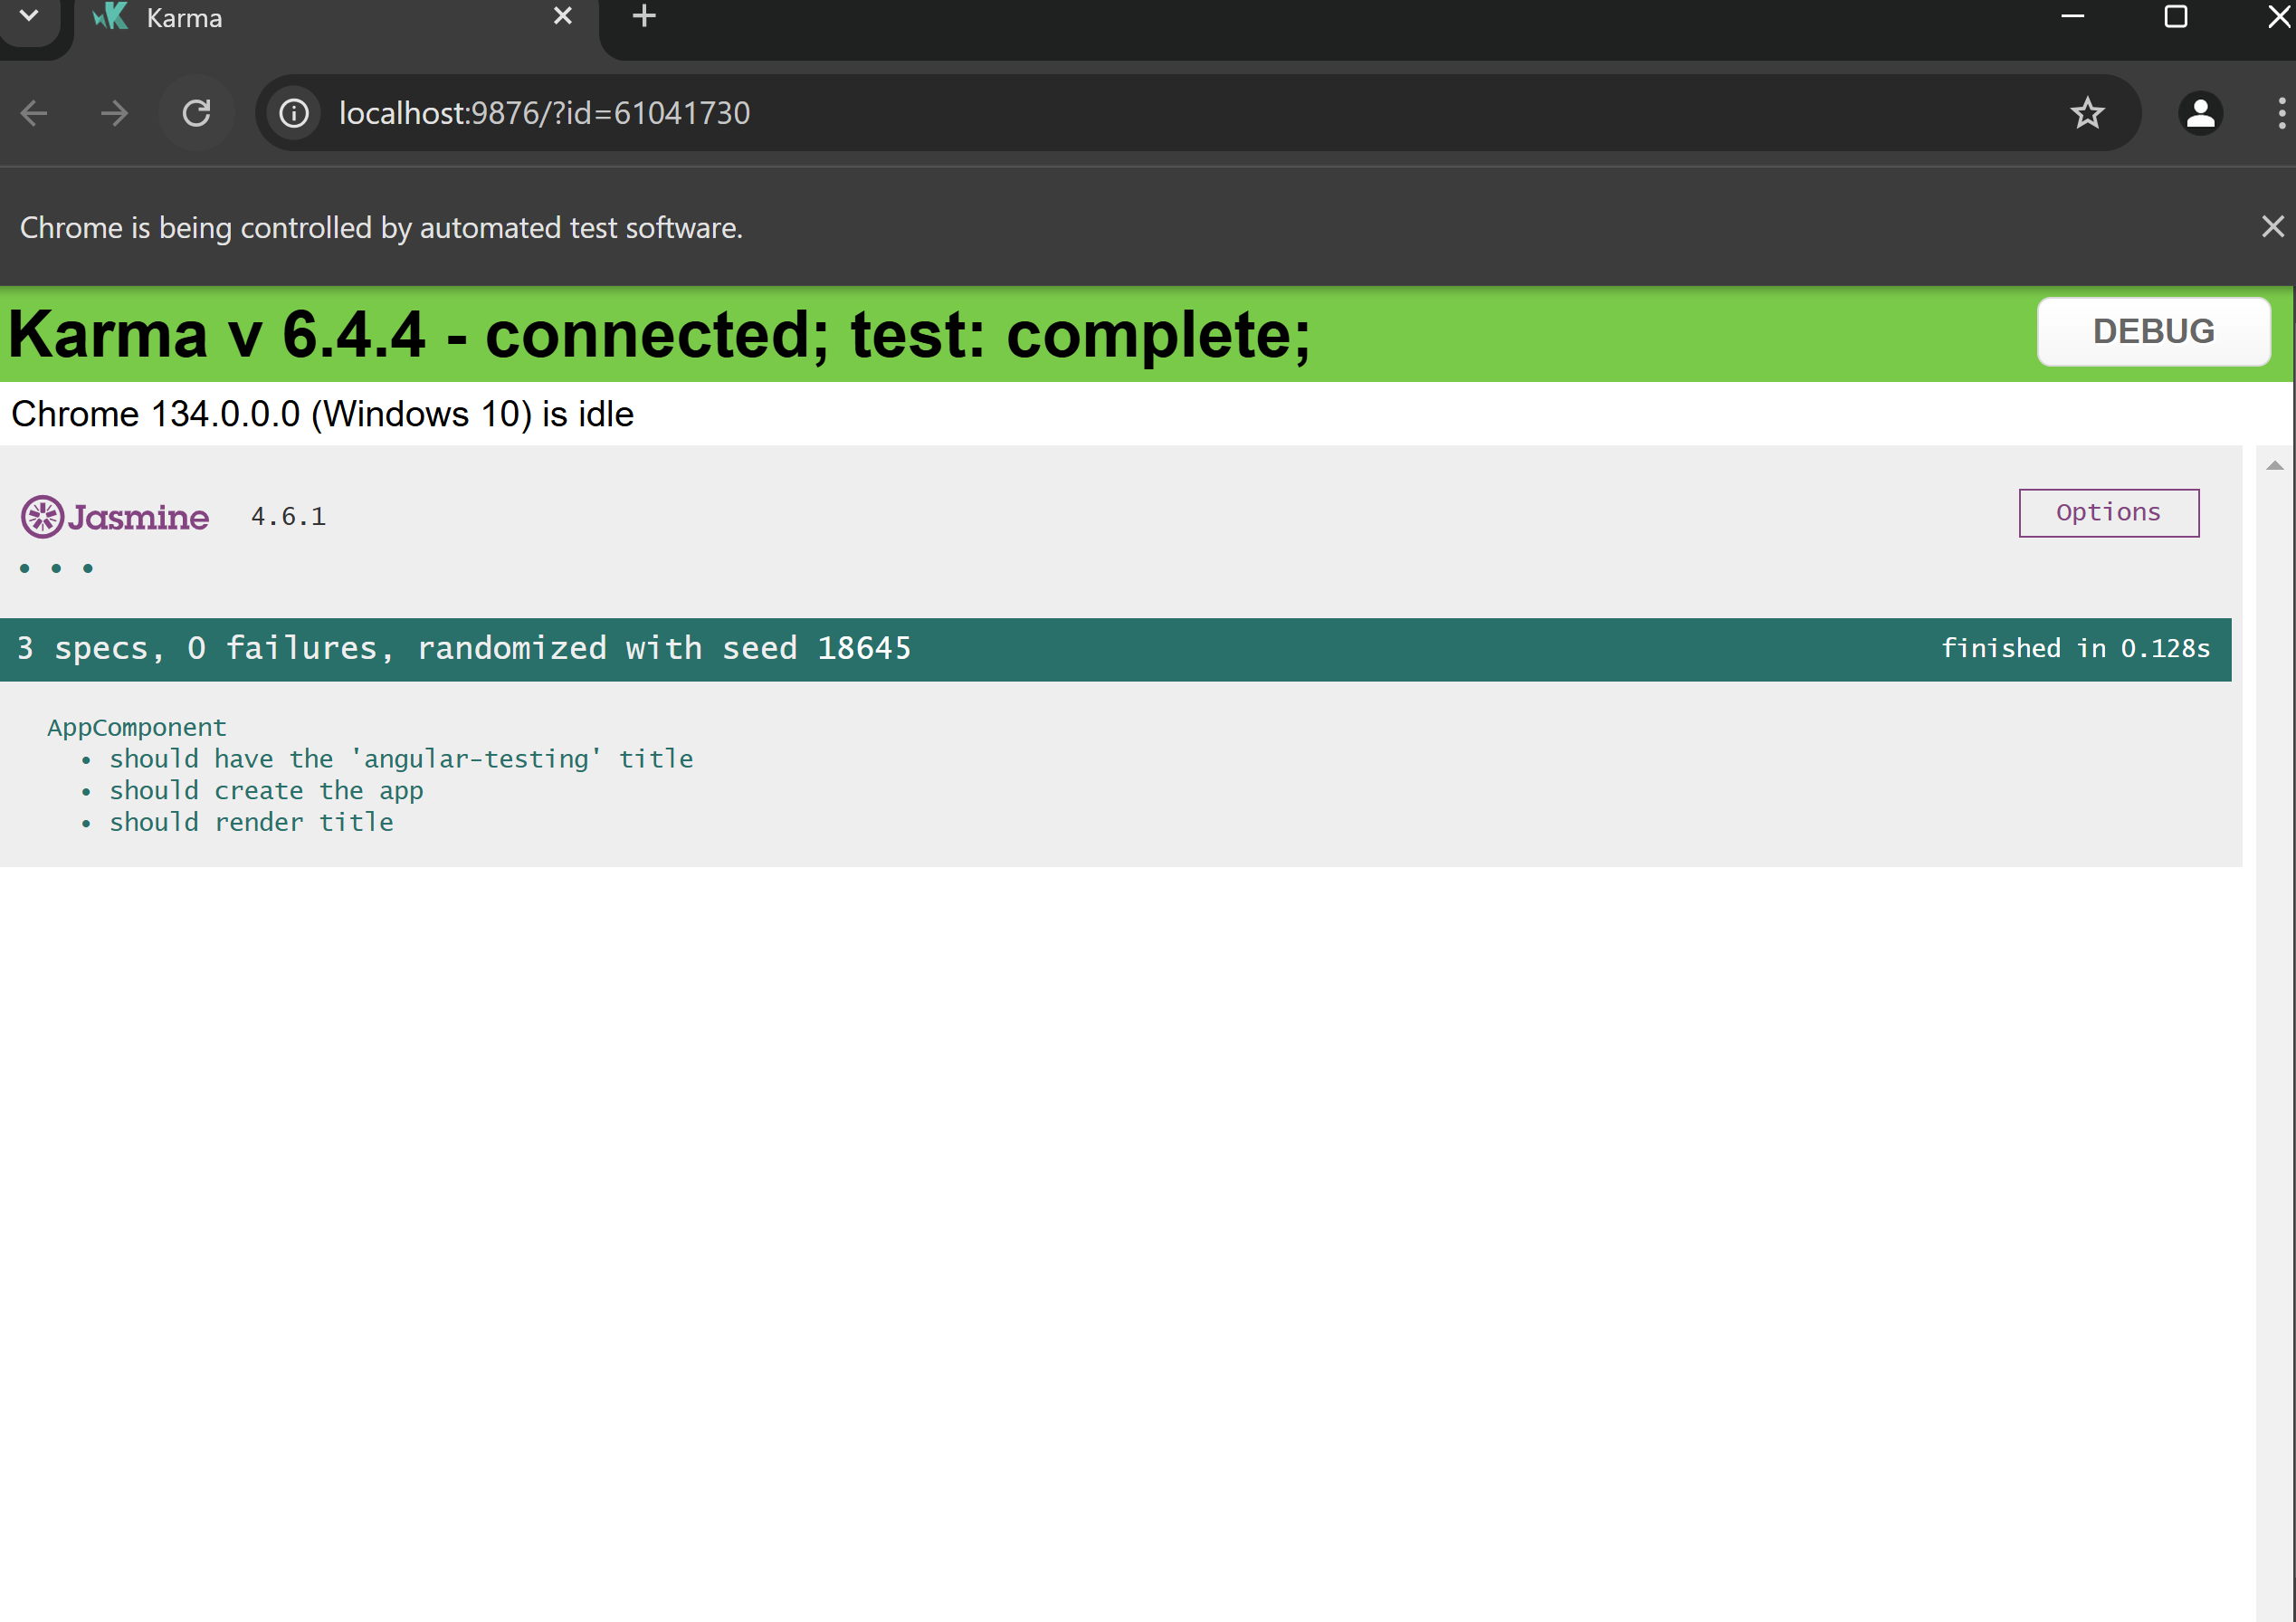 Karma
localhost:9876/?id=61041730
Chrome is being controlled by automated test software.
Karma v 6.4.4 - connected; test: complete;
DEBUG
Chrome 134.0.0.0 (Windows 10) is idle
Jasmine 4.6.1
Options
• • •
3 specs, 0 failures, randomized with seed 18645
finished in 0.128s
AppComponent
• should have the 'angular-testing' title
• should create the app
• should render title